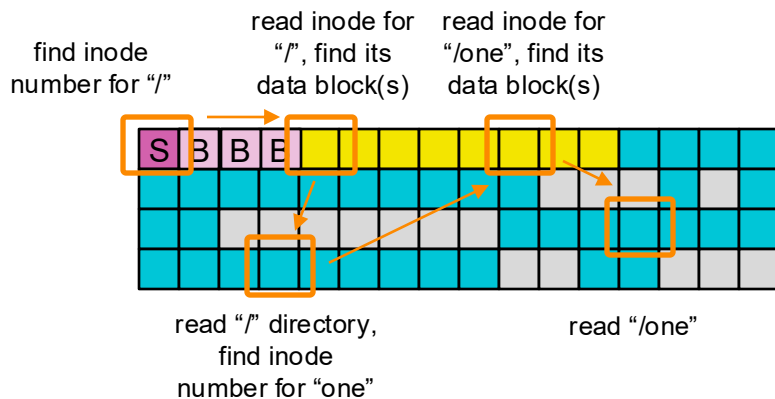 find inode
number for “/”
read inode for
“/”, find its
data block(s)
read inode for
“/one”, find its
data block(s)
S B B B
read “/” directory,
find inode
number for “one”
read “/one”